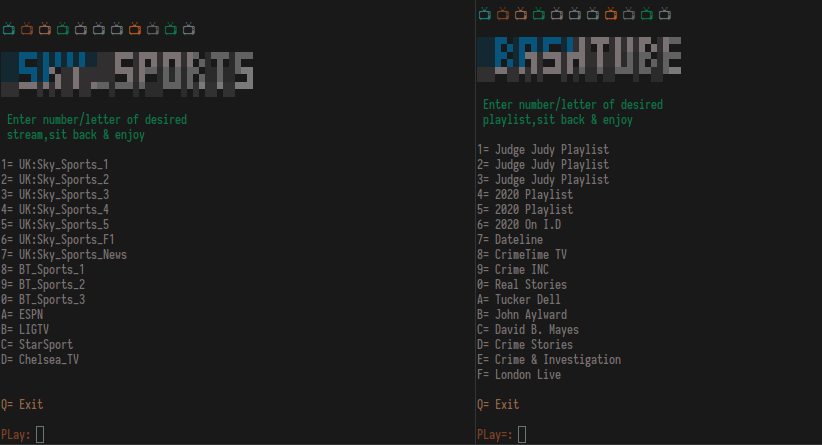 Enter number/letter of desired
stream,sit back & enjoy
1= UK:Sky_Sports_1
2= UK:Sky_Sports_2
3= UK:Sky_Sports_3
4= UK:Sky_Sports_4
5= UK:Sky_Sports_5
6= UK:Sky_Sports_F1
7= UK:Sky_Sports_News
8= BT_Sports_1
9= BT_Sports_2
0= BT_Sports_3
A= ESPN
B= LIGTV
C= StarSport
D= Chelsea_TV
Q= Exit
PLay:
BASHTUBE
Enter number/letter of desired
playlist,sit back & enjoy
1= Judge Judy Playlist
2= Judge Judy Playlist
3= Judge Judy Playlist
4= 2020 Playlist
5= 2020 Playlist
6= 2020 On I.D
7= Dateline
8= CrimeTime TV
9= Crime INC
0= Real Stories
A= Tucker Dell
B= John Aylward
C= David B. Mayes
D= Crime Stories
E= Crime & Investigation
F= London Live
Q= Exit
PLay=: